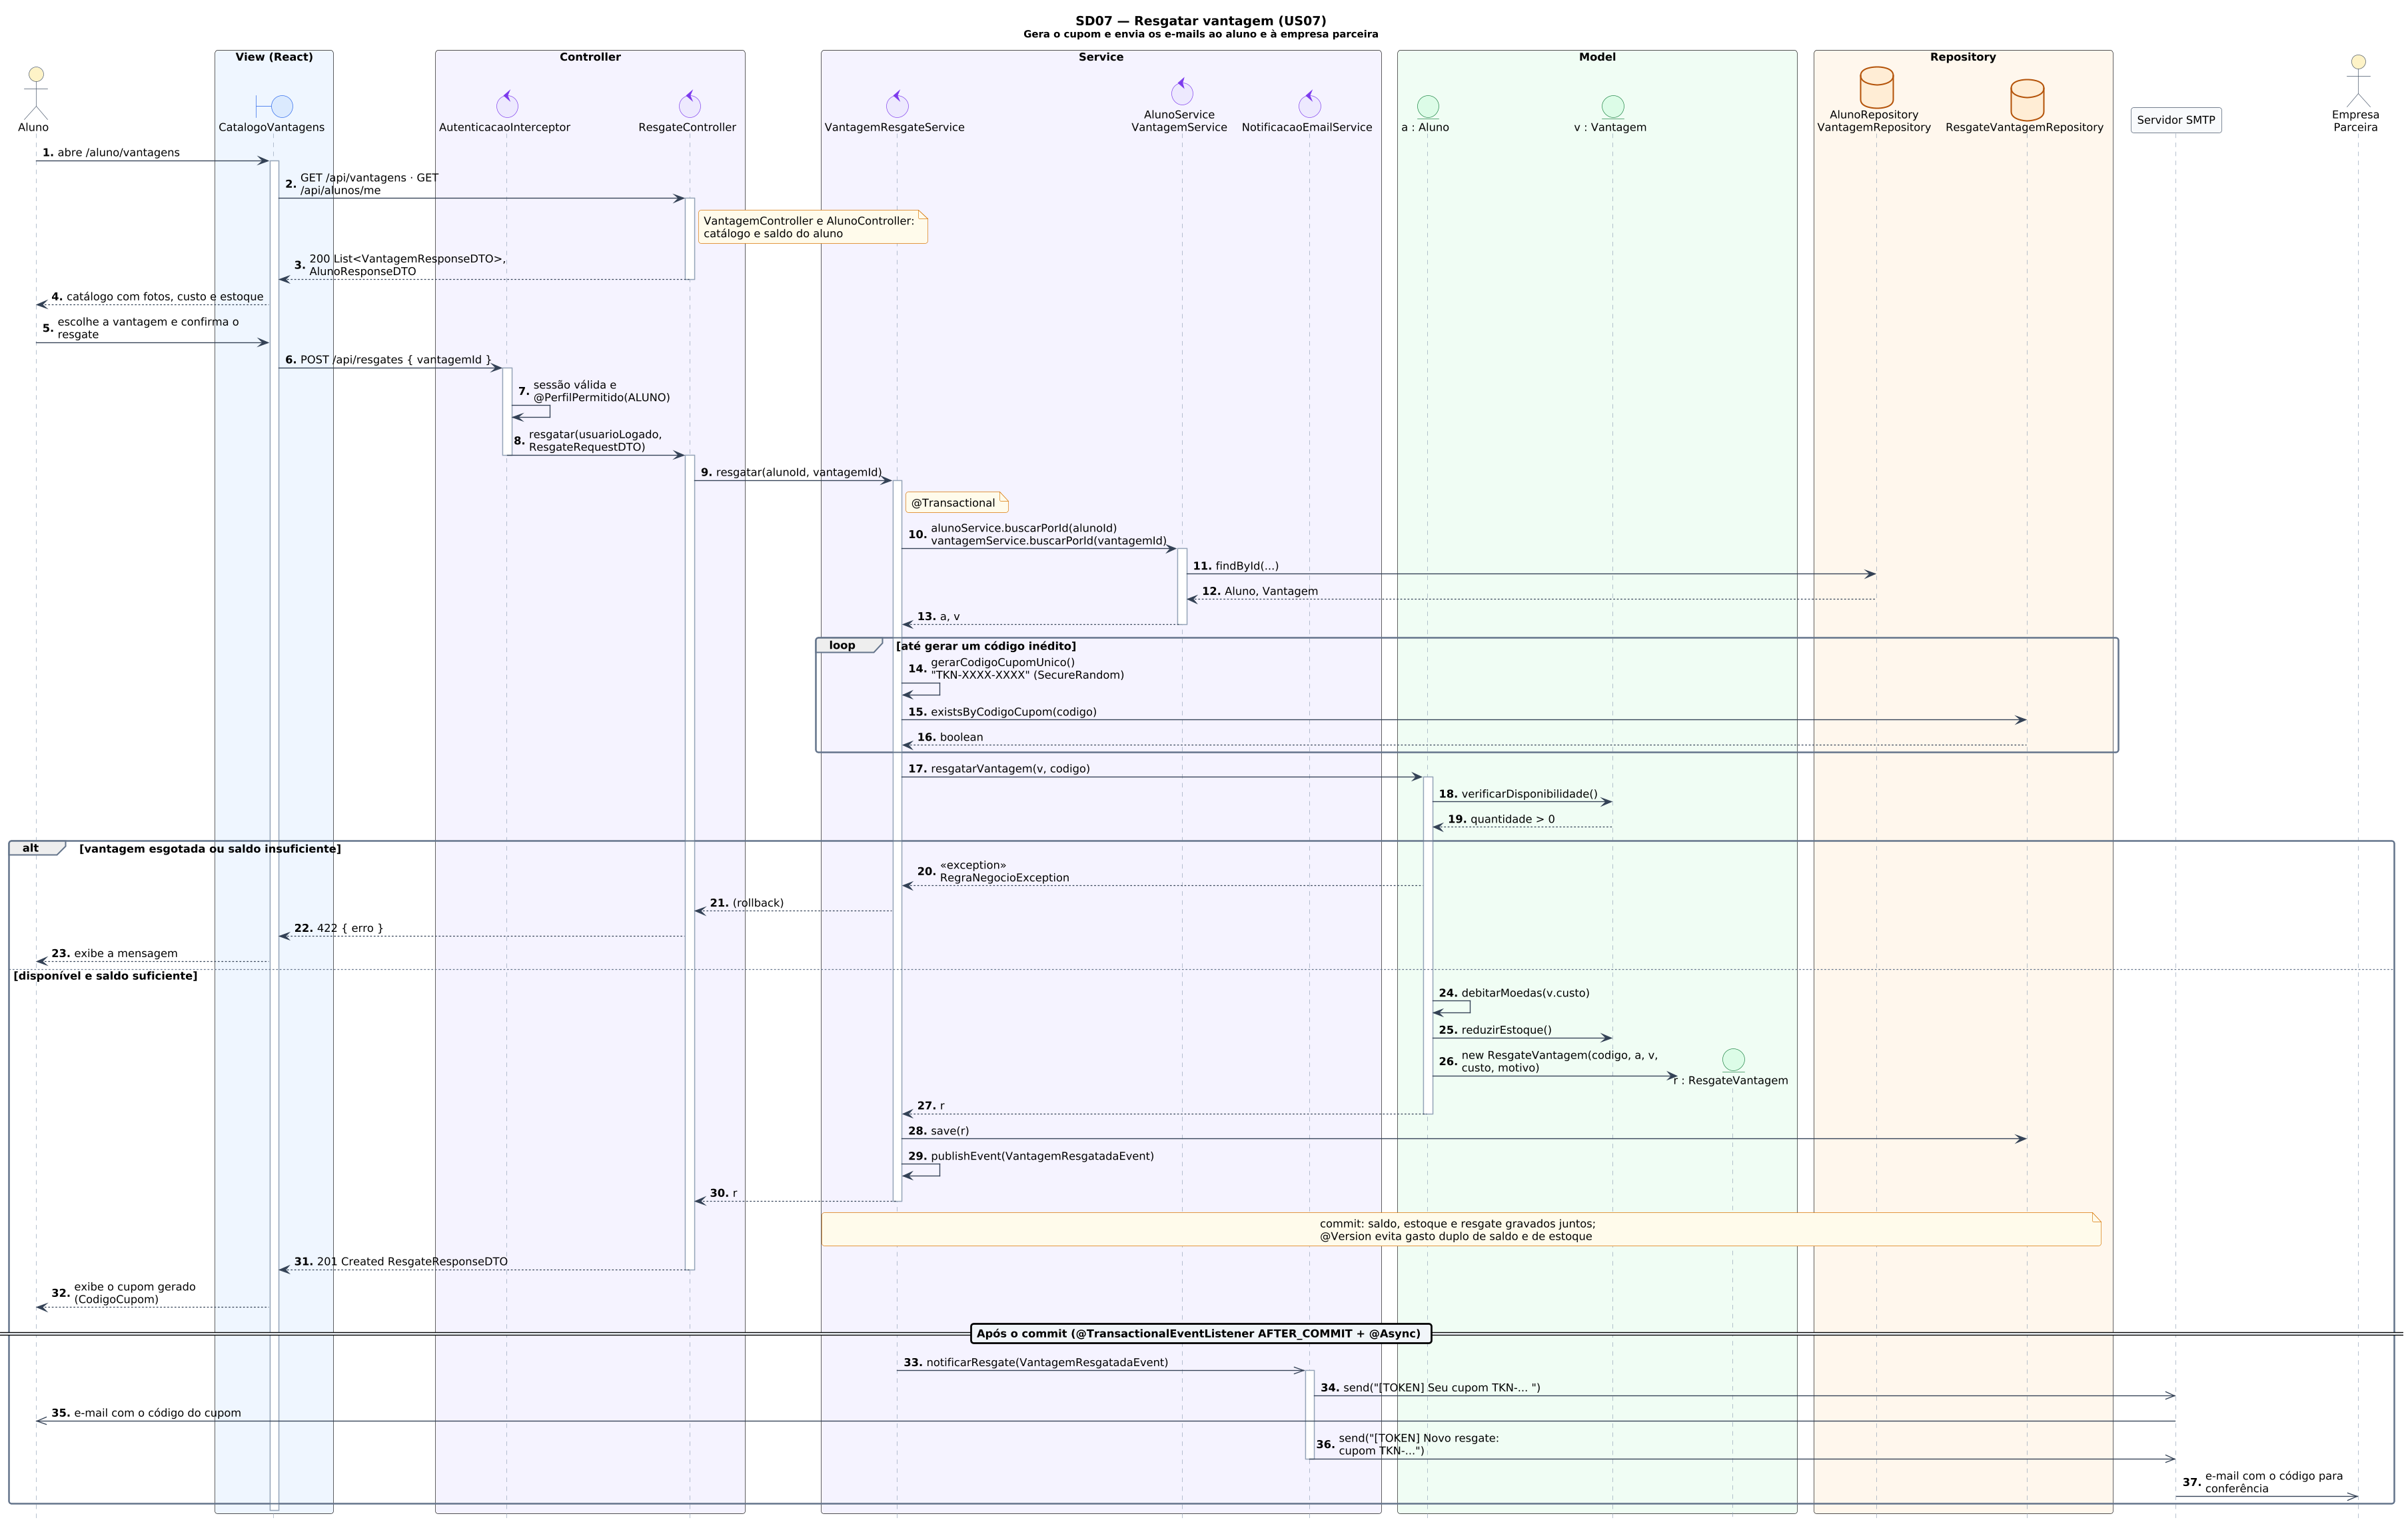 SD07 — Resgatar vantagem (US07)
Gera o cupom e envia os e-mails ao aluno e à empresa parceira
View (React)
Controller
Service
Model
Repository
Aluno
CatalogoVantagens
AutenticacaoInterceptor
ResgateController
VantagemResgateService
AlunoService
VantagemService
NotificacaoEmailService
a : Aluno
v : Vantagem
AlunoRepository
VantagemRepository
ResgateVantagemRepository
Servidor SMTP
Empresa
Parceira
1. abre /aluno/vantagens
2. GET /api/vantagens · GET
/api/alunos/me
VantagemController e AlunoController:
catálogo e saldo do aluno
3. 200 List<VantagemResponseDTO>,
AlunoResponseDTO
4. catálogo com fotos, custo e estoque
5. escolhe a vantagem e confirma o
resgate
6. POST /api/resgates { vantagemId }
7. sessão válida e
@PerfilPermitido(ALUNO)
8. resgatar(usuarioLogado,
ResgateRequestDTO)
9. resgatar(alunoId, vantagemId)
@Transactional
10. alunoService.buscarPorId(alunoId)
vantagemService.buscarPorId(vantagemId)
11. findById(...)
12. Aluno, Vantagem
13. a, v
loop [até gerar um código inédito]
14. gerarCodigoCupomUnico()
"TKN-XXXX-XXXX" (SecureRandom)
15. existsByCodigoCupom(codigo)
16. boolean
17. resgatarVantagem(v, codigo)
18. verificarDisponibilidade()
19. quantidade > 0
alt [vantagem esgotada ou saldo insuficiente]
20. «exception»
RegraNegocioException
21. (rollback)
22. 422 { erro }
23. exibe a mensagem
[disponível e saldo suficiente]
24. debitarMoedas(v.custo)
25. reduzirEstoque()
26. new ResgateVantagem(codigo, a, v,
custo, motivo)
r : ResgateVantagem
27. r
28. save(r)
29. publishEvent(VantagemResgatadaEvent)
30. r
commit: saldo, estoque e resgate gravados juntos;
@Version evita gasto duplo de saldo e de estoque
31. 201 Created ResgateResponseDTO
32. exibe o cupom gerado
(CodigoCupom)
Após o commit (@TransactionalEventListener AFTER_COMMIT + @Async)
33. notificarResgate(VantagemResgatadaEvent)
34. send("[TOKEN] Seu cupom TKN-... ")
35. e-mail com o código do cupom
36. send("[TOKEN] Novo resgate:
cupom TKN-...")
37. e-mail com o código para
conferência